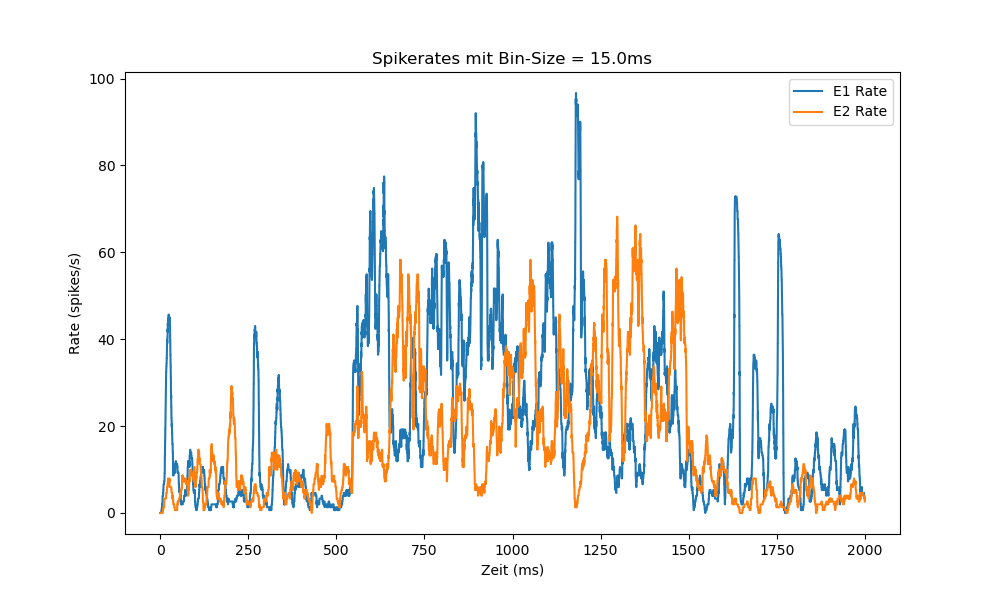 Spikerates mit Bin-Size = 15.0ms
100
80
60
40
20
0
Rate (spikes/s)
E1 Rate
E2 Rate
0 250 500 750 1000 1250 1500 1750 2000
Zeit (ms)